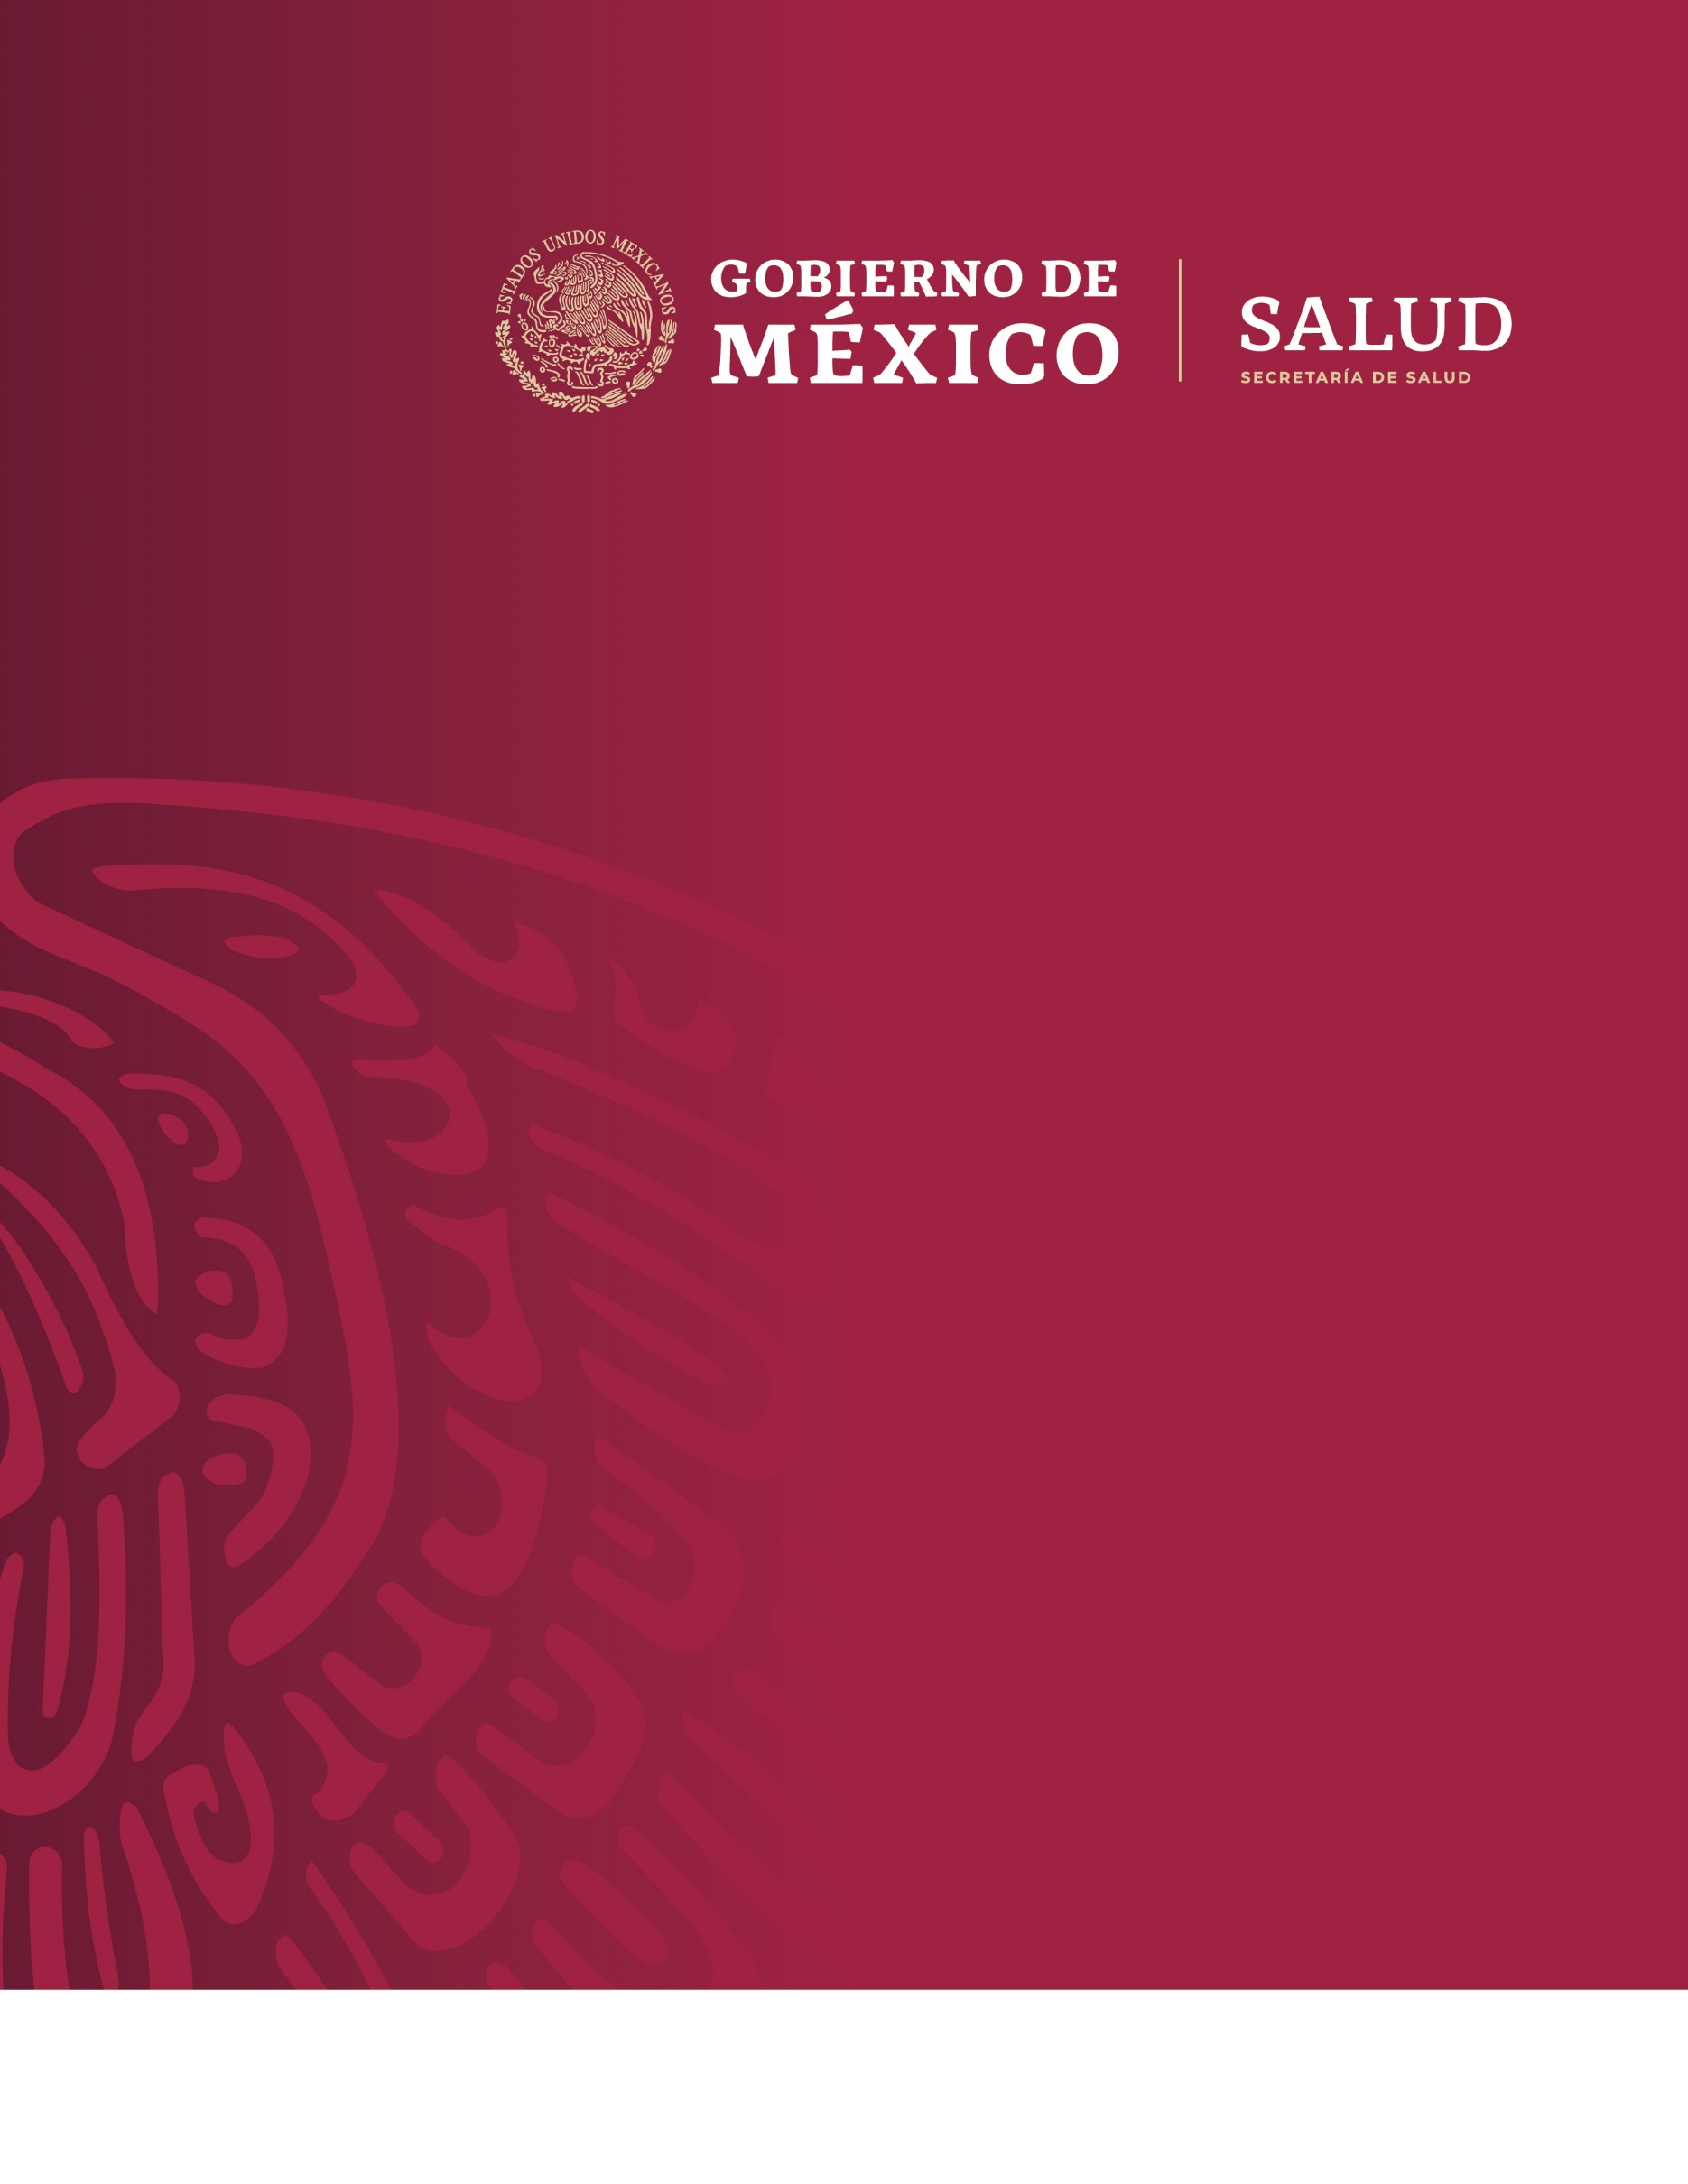 ESTADOS UNIDOS MEXICANOS
GOBIERNO DE
MÉXICO
SALUD
SECRETARÍA DE SALUD